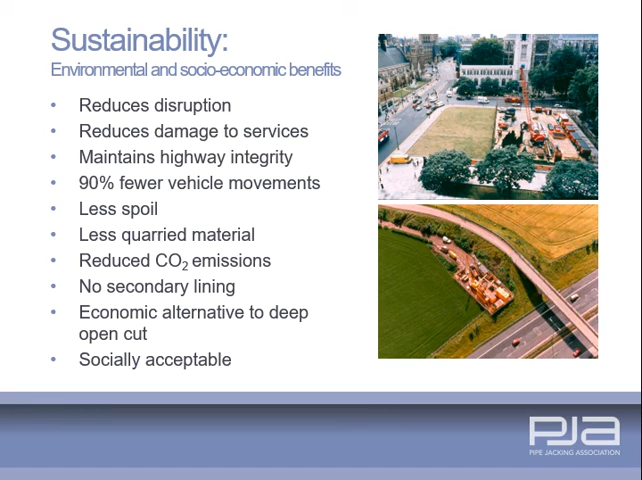 Sustainability:
Environmental and socio-economic benefits
• Reduces disruption
• Reduces damage to services
• Maintains highway integrity
• 90% fewer vehicle movements
• Less spoil
• Less quarried material
• Reduced CO₂ emissions
• No secondary lining
• Economic alternative to deep
open cut
• Socially acceptable
PJA
PIPE JACKING ASSOCIATION